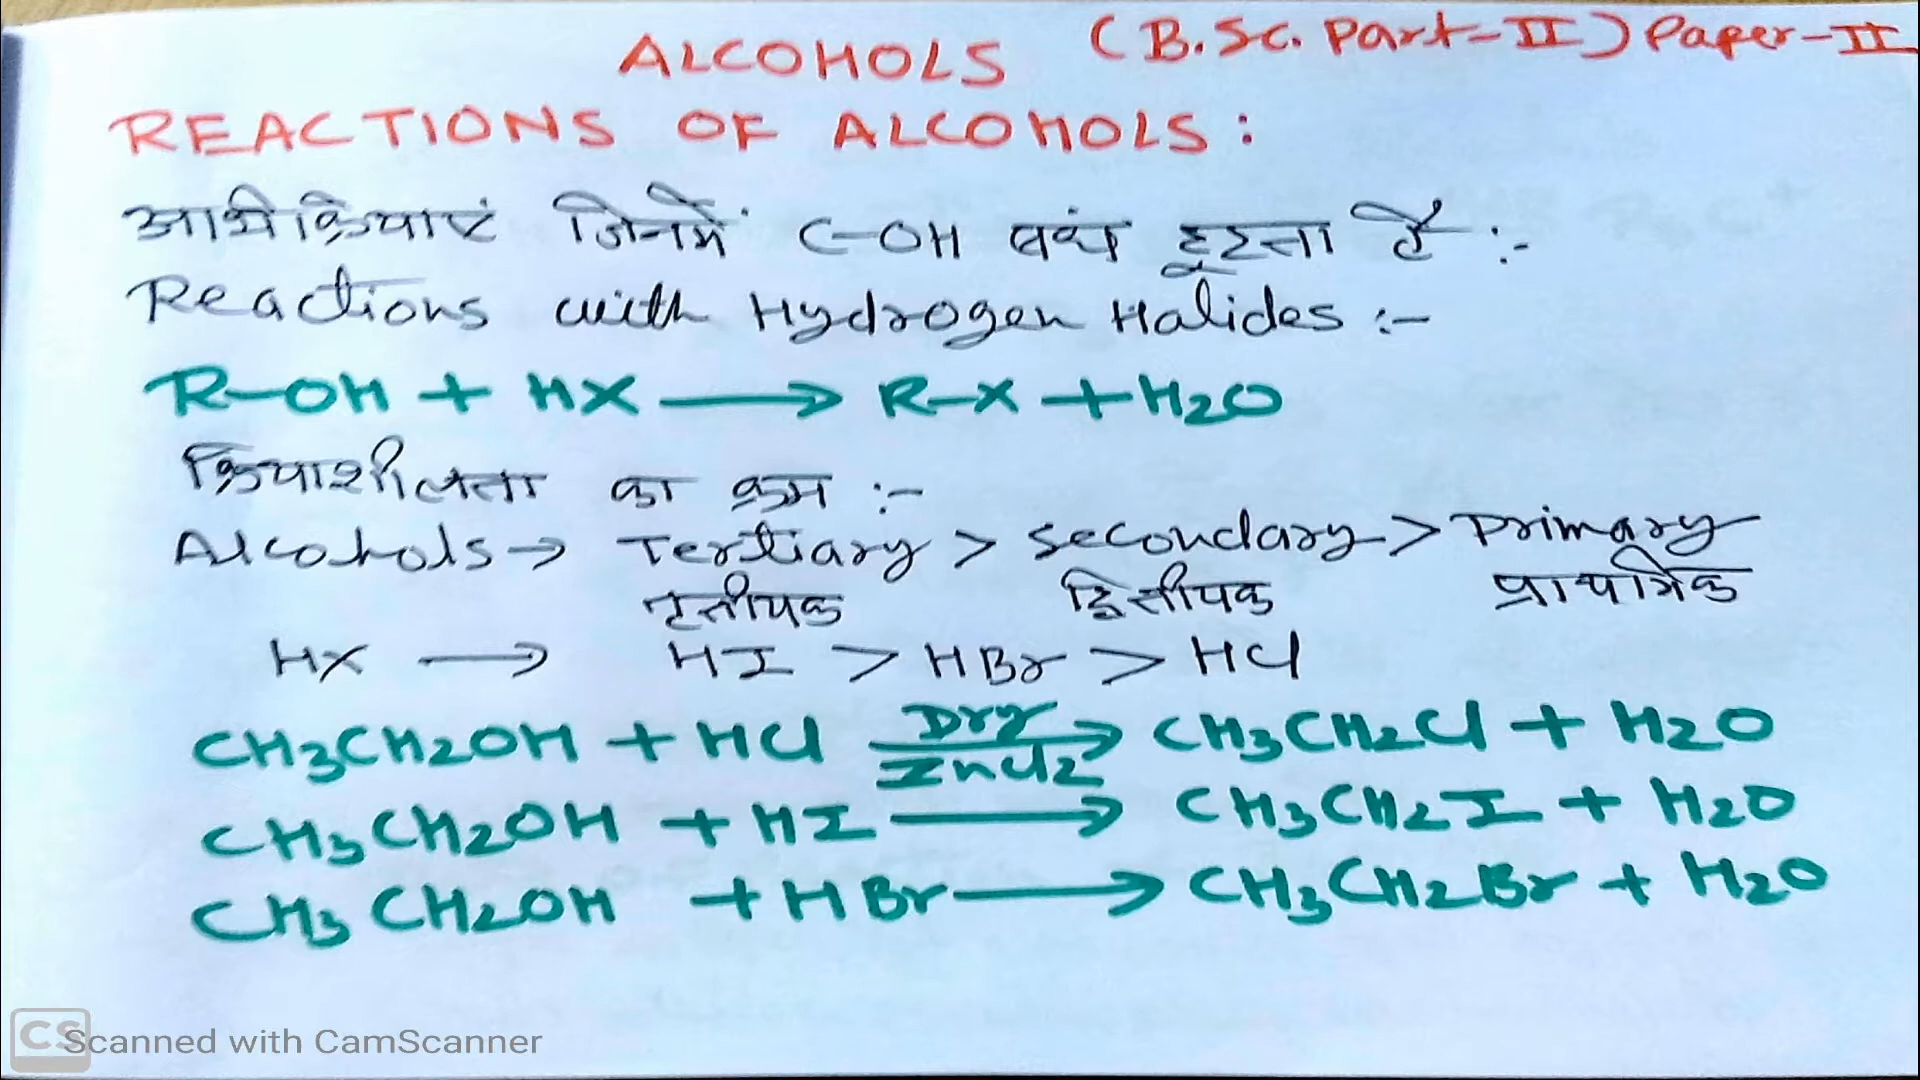 ALCOHOLS (B.Sc. Part-II) Paper-II
REACTIONS OF ALCOHOLS :
अभिक्रियाएं जिनमें C-OH बंध टूटता है :-
Reactions with Hydrogen Halides :-
R-OH + HX ⟶ R-X + H2O
क्रियाशीलता का क्रम :-
Alcohols → Tertiary > Secondary > Primary
तृतीयक द्वितीयक प्राथमिक
HX ⟶ HI > HBr > HCl
CH3CH2OH + HCl Dry ZnCl2 ⟶ CH3CH2Cl + H2O
CH3CH2OH + HI ⟶ CH3CH2I + H2O
CH3CH2OH + HBr ⟶ CH3CH2Br + H2O
CS Scanned with CamScanner